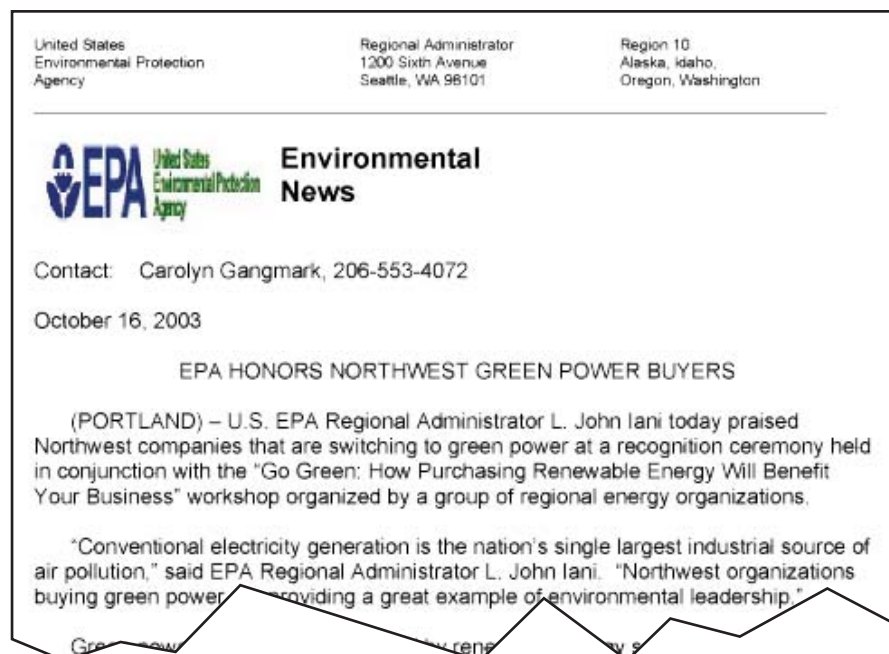 United States
Environmental Protection
Agency
Regional Administrator
1200 Sixth Avenue
Seattle, WA 98101
Region 10
Alaska, Idaho,
Oregon, Washington
EPA
United States
Environmental Protection
Agency
Environmental
News
Contact: Carolyn Gangmark, 206-553-4072
October 16, 2003
EPA HONORS NORTHWEST GREEN POWER BUYERS
(PORTLAND) – U.S. EPA Regional Administrator L. John Iani today praised
Northwest companies that are switching to green power at a recognition ceremony held
in conjunction with the “Go Green: How Purchasing Renewable Energy Will Benefit
Your Business” workshop organized by a group of regional energy organizations.
“Conventional electricity generation is the nation's single largest industrial source of
air pollution,” said EPA Regional Administrator L. John Iani. “Northwest organizations
buying green power providing a great example of environmental leadership.”
by